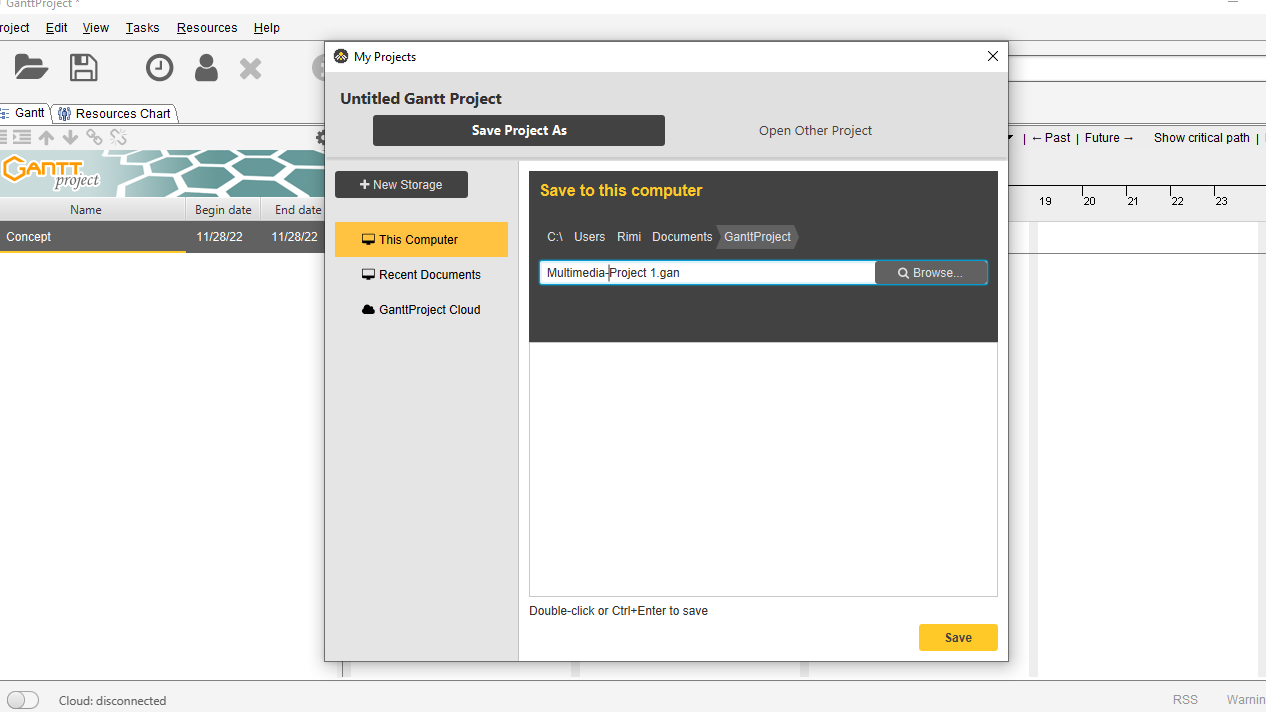 GanttProject *
roject Edit View Tasks Resources Help
My Projects
Untitled Gantt Project
Save Project As Open Other Project
Gantt Resources Chart
← Past | Future → Show critical path |
GANTT
project
New Storage
Save to this computer
Name Begin date End date
19 20 21 22 23
Concept 11/28/22 11/28/22
This Computer
C:\ Users Rimi Documents GanttProject
Recent Documents
Multimedia-Project 1.gan Browse...
GanttProject Cloud
Double-click or Ctrl+Enter to save
Save
Cloud: disconnected RSS Warnin